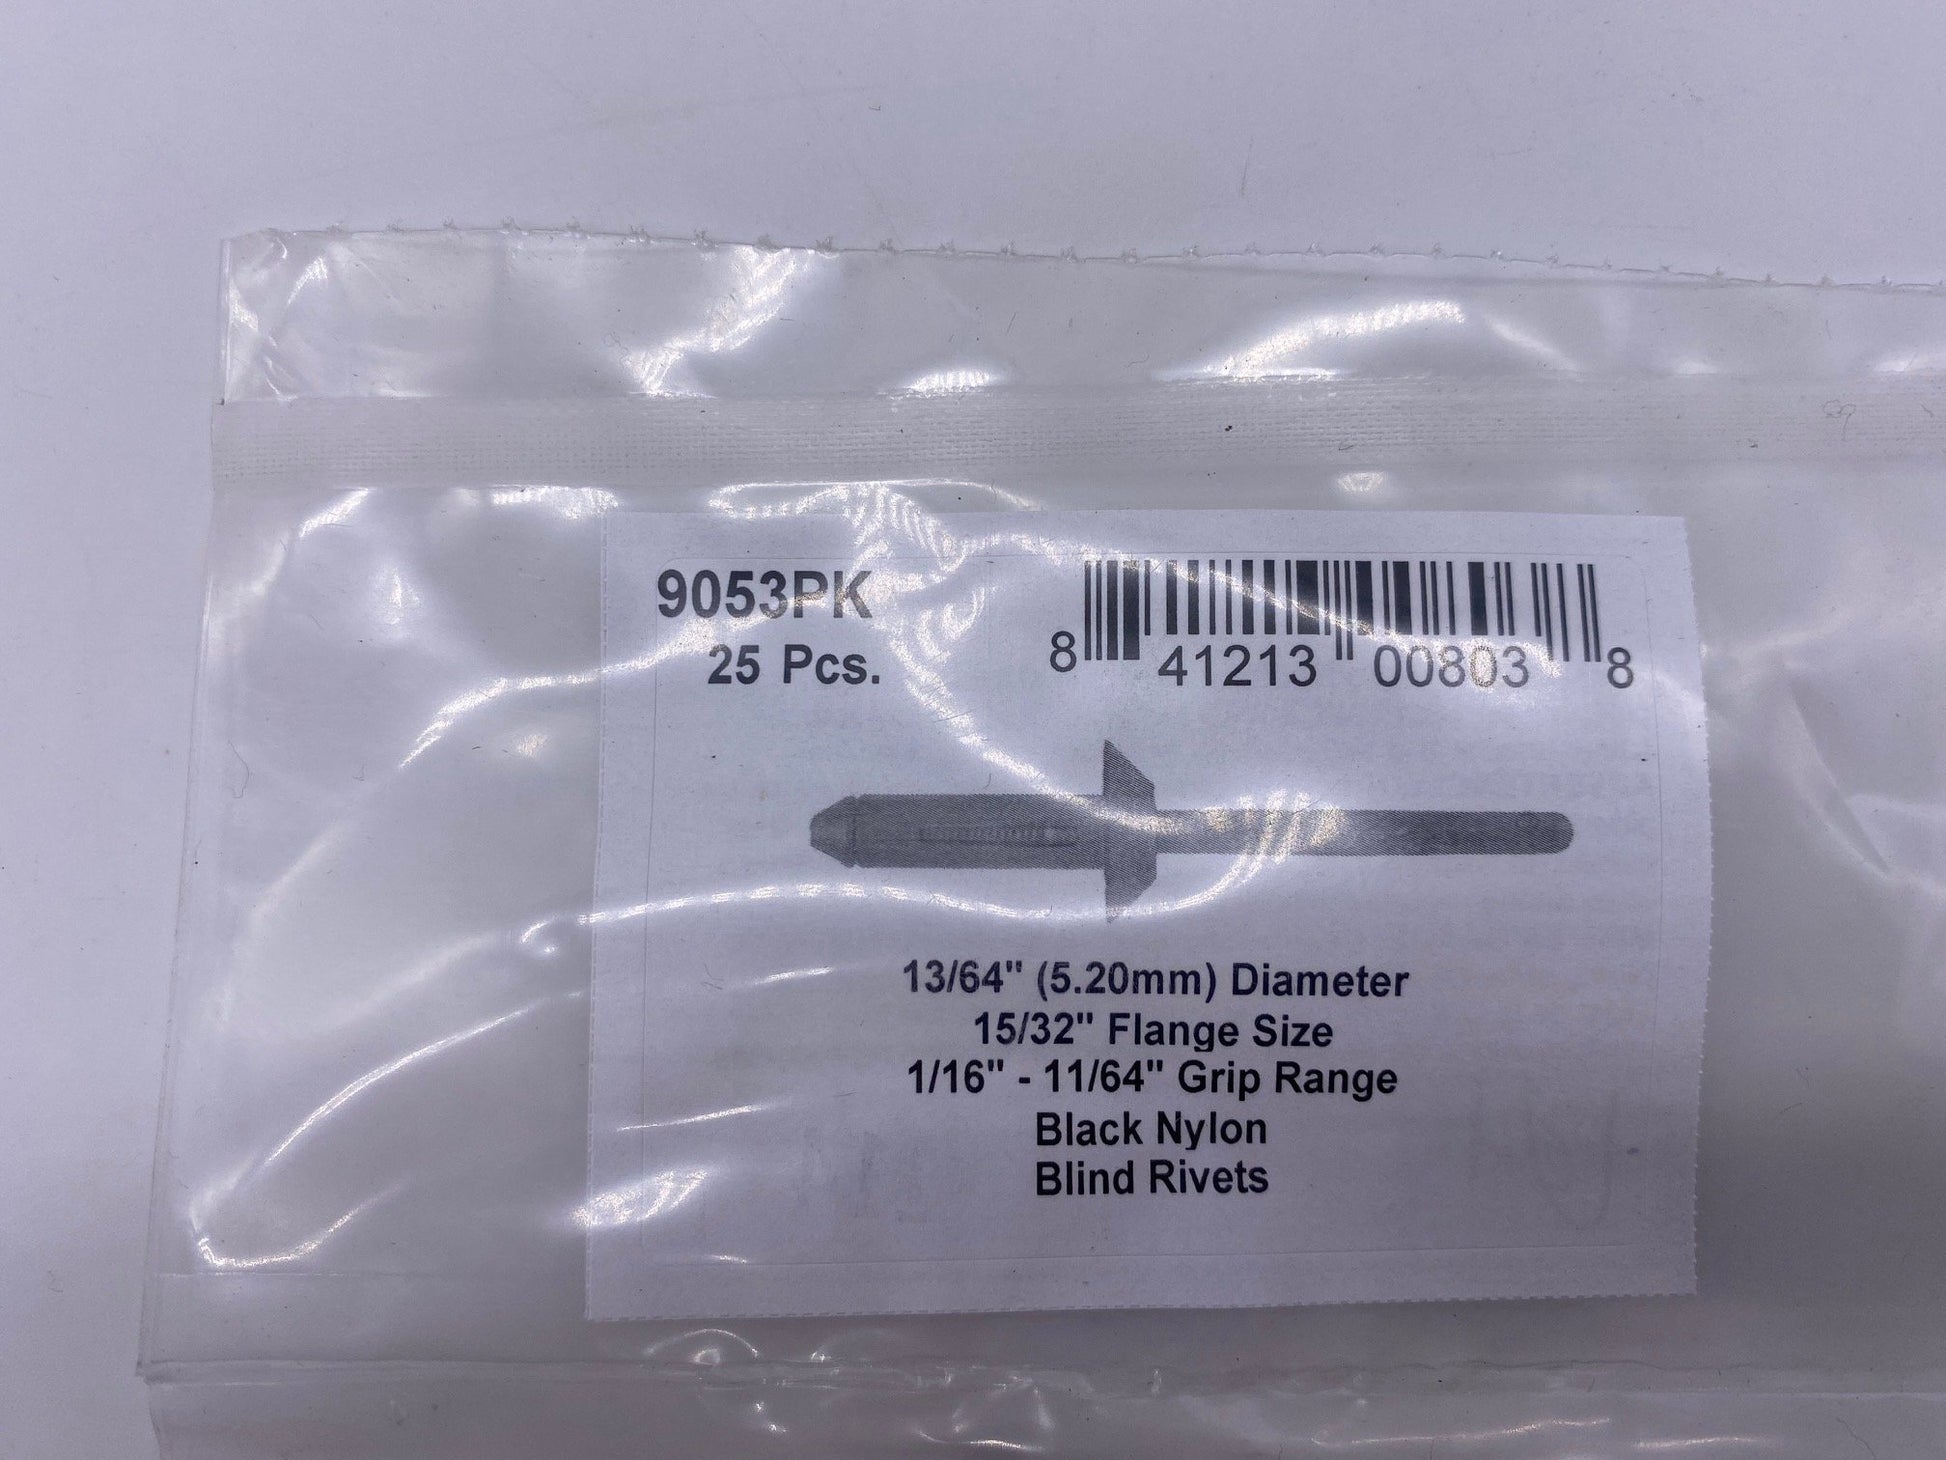 9053PK
25 Pcs.
8 41213 00803 8
13/64" (5.20mm) Diameter
15/32" Flange Size
1/16" - 11/64" Grip Range
Black Nylon
Blind Rivets